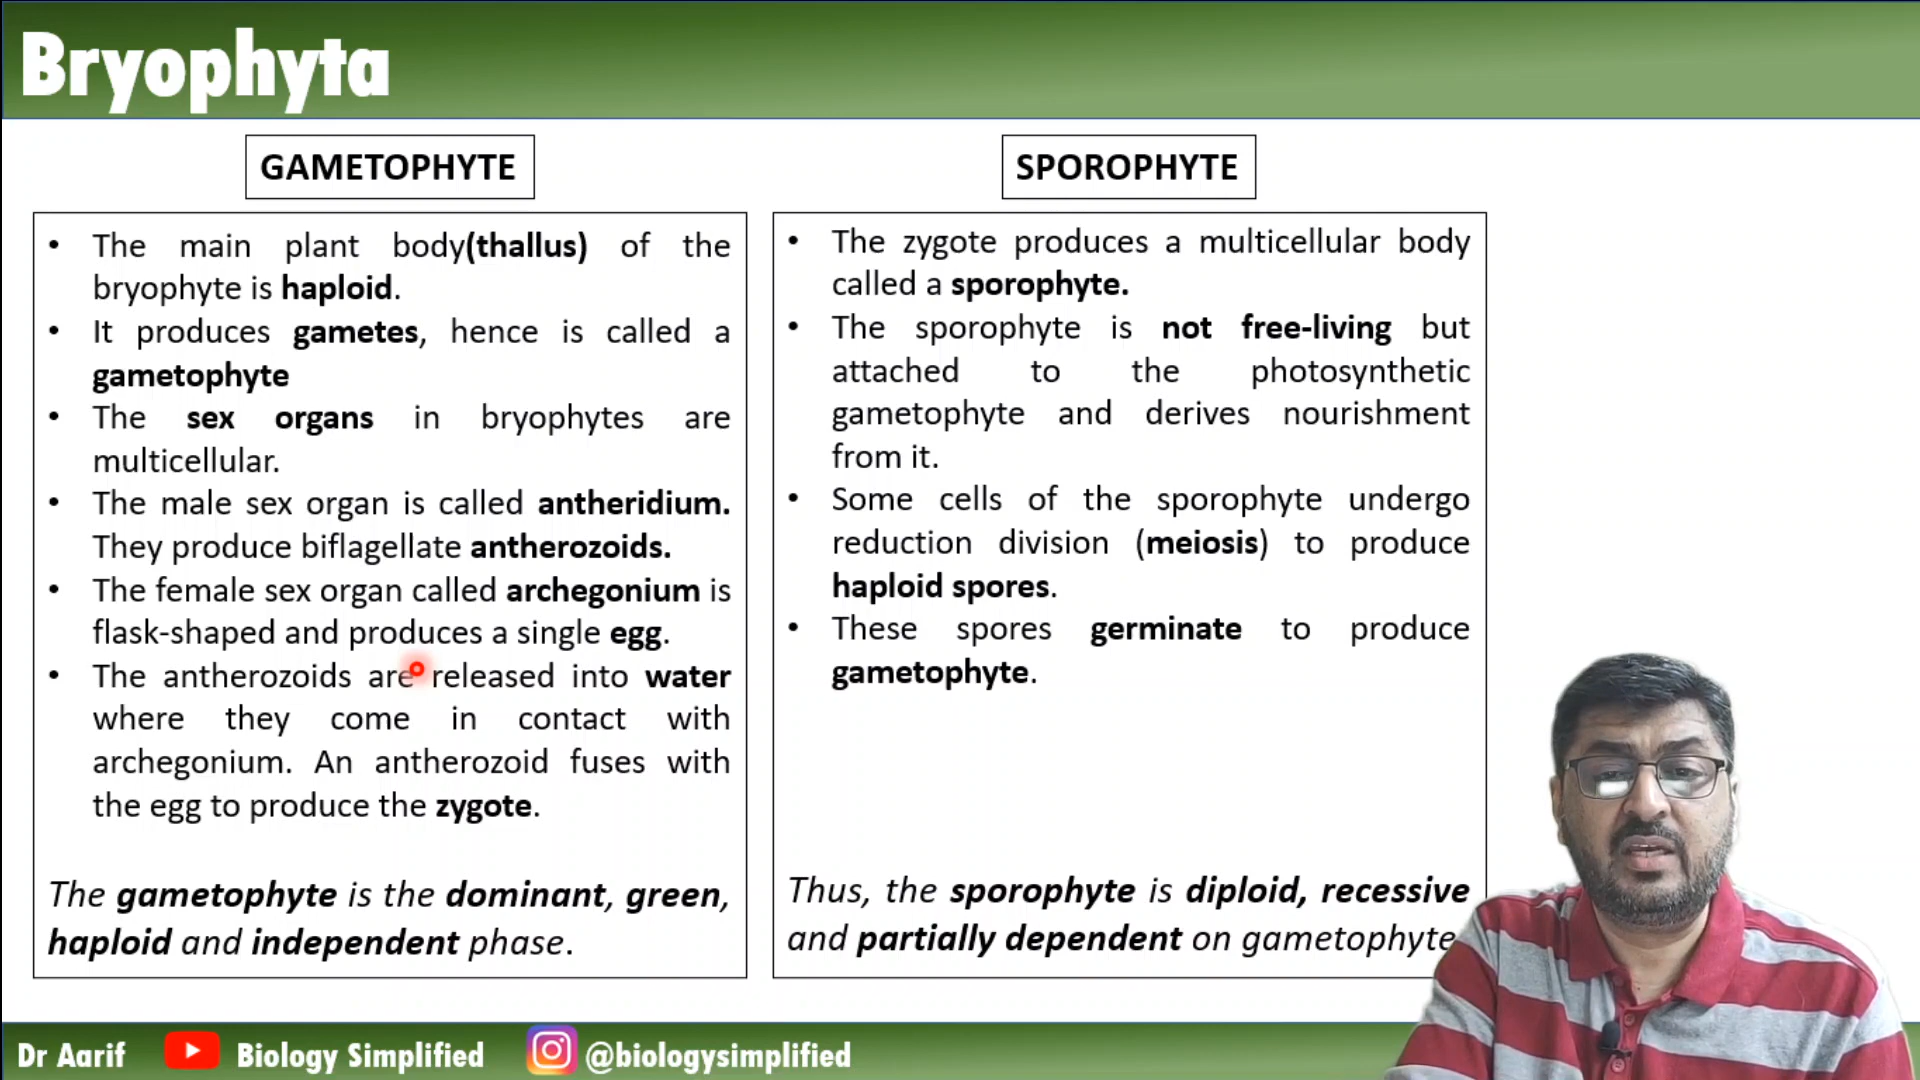 Bryophyta
GAMETOPHYTE
• The main plant body(thallus) of the
bryophyte is haploid.
• It produces gametes, hence is called a
gametophyte
• The sex organs in bryophytes are
multicellular.
• The male sex organ is called antheridium.
They produce biflagellate antherozoids.
• The female sex organ called archegonium is
flask-shaped and produces a single egg.
• The antherozoids are released into water
where they come in contact with
archegonium. An antherozoid fuses with
the egg to produce the zygote.
The gametophyte is the dominant, green,
haploid and independent phase.
SPOROPHYTE
• The zygote produces a multicellular body
called a sporophyte.
• The sporophyte is not free-living but
attached to the photosynthetic
gametophyte and derives nourishment
from it.
• Some cells of the sporophyte undergo
reduction division (meiosis) to produce
haploid spores.
• These spores germinate to produce
gametophyte.
Thus, the sporophyte is diploid, recessive
and partially dependent on gametophyte
Dr Aarif Biology Simplified @biologysimplified